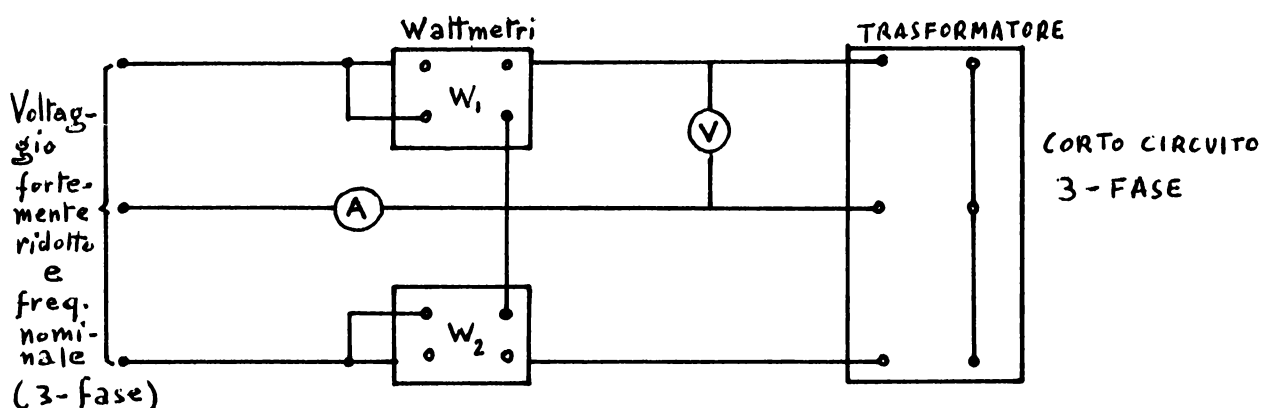 Wattmetri
TRASFORMATORE
Voltag-
gio
forte-
mente
ridotto
e
freq.
nomi-
nale
(3-fase)
W1
V
A
W2
CORTO CIRCUITO
3-FASE